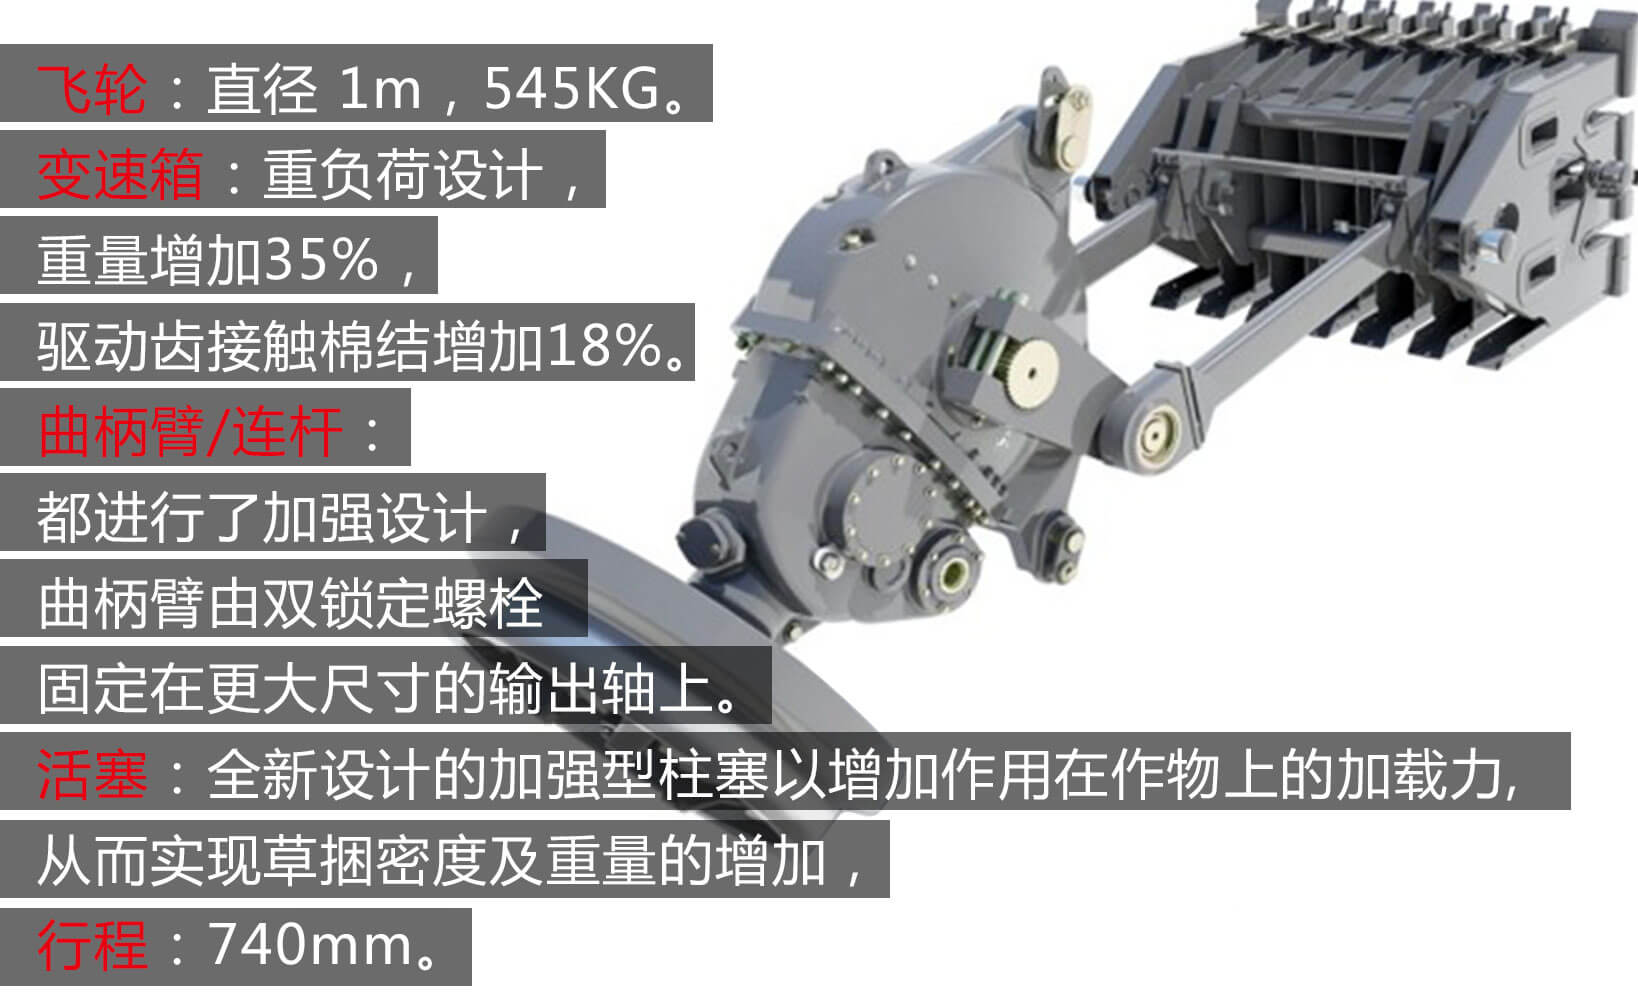 飞轮：直径 1m，545KG。
变速箱：重负荷设计，
重量增加35%，
驱动齿接触棉结增加18%。
曲柄臂/连杆：
都进行了加强设计，
曲柄臂由双锁定螺栓
固定在更大尺寸的输出轴上。
活塞：全新设计的加强型柱塞以增加作用在作物上的加载力,
从而实现草捆密度及重量的增加，
行程：740mm。